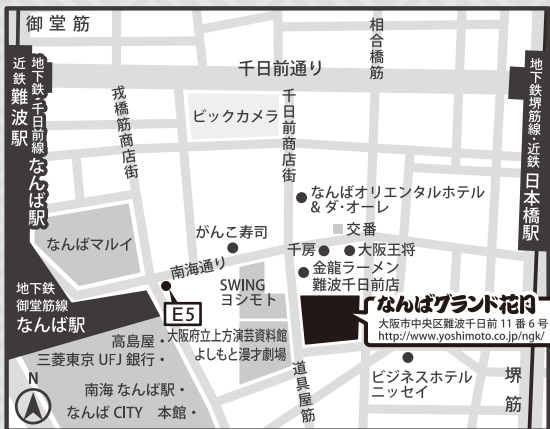 御堂筋
相合橋筋
千日前通り
近鉄難波駅
地下鉄・千日前線
なんば駅
戎橋筋商店街
ビックカメラ
千日前商店街
地下鉄堺筋線・近鉄
日本橋駅
なんばオリエンタルホテル
& ダ・オーレ
交番
がんこ寿司
千房
大阪王将
なんばマルイ
南海通り
金龍ラーメン
難波千日前店
SWING
ヨシモト
地下鉄
御堂筋線
なんば駅
E5
なんばグランド花月
大阪市中央区難波千日前 11 番 6 号
http://www.yoshimoto.co.jp/ngk/
大阪府立上方演芸資料館
よしもと漫才劇場
高島屋・
三菱東京 UFJ 銀行・
道具屋筋
ビジネスホテル
ニッセイ
堺筋
N
南海 なんば駅・
なんば CITY 本館・